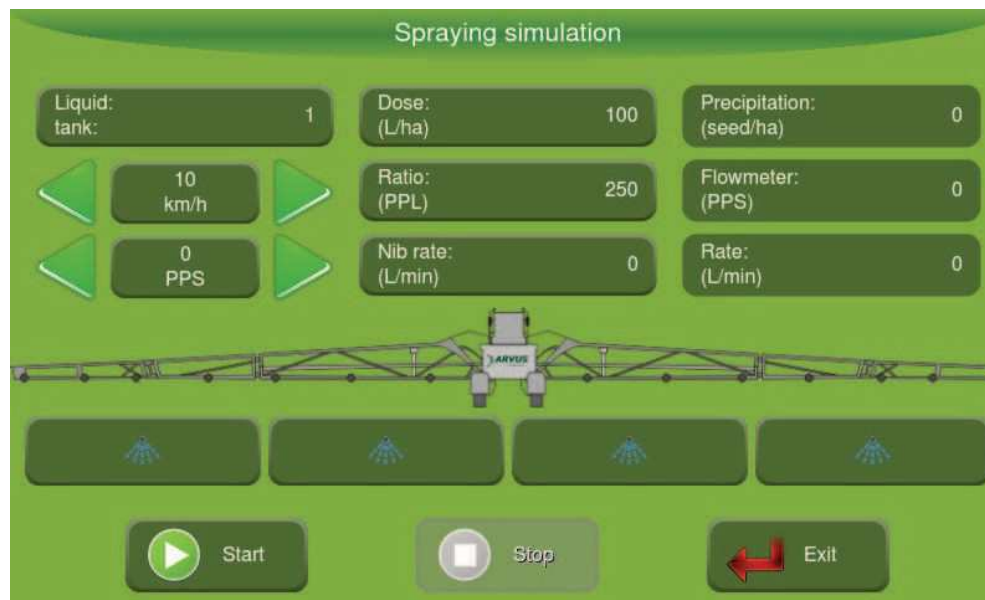 Spraying simulation
Liquid:
tank:
1
Dose:
(L/ha)
100
Precipitation:
(seed/ha)
0
10
km/h
Ratio:
(PPL)
250
Flowmeter:
(PPS)
0
0
PPS
Nib rate:
(L/min)
0
Rate:
(L/min)
0
ARVUS
Start
Stop
Exit